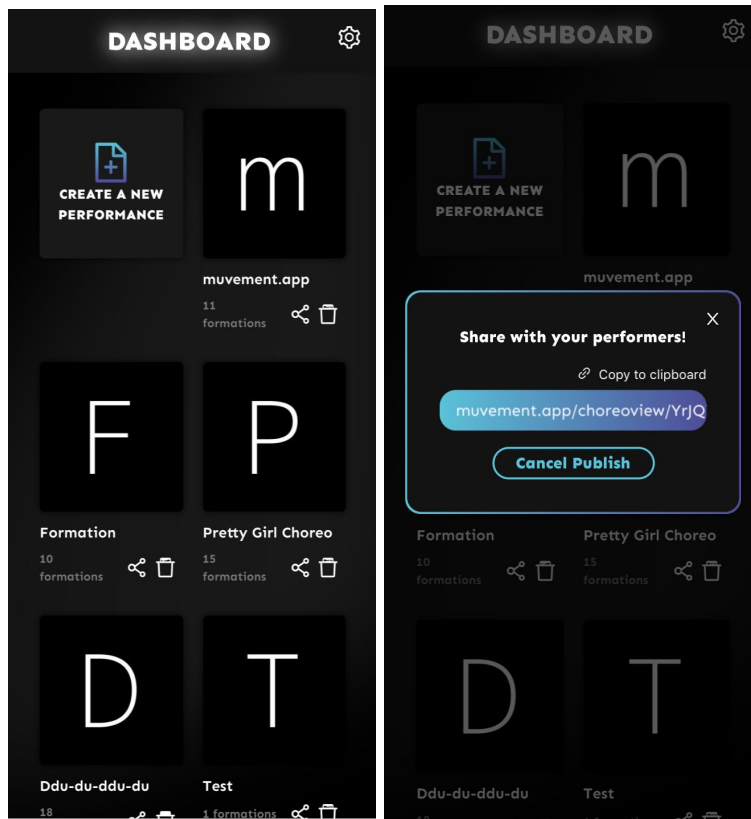 DASHBOARD
CREATE A NEW
PERFORMANCE
m
muvement.app
11
formations
F
P
Formation
Pretty Girl Choreo
10
formations
15
formations
D
T
Ddu-du-ddu-du
Test
18
1 formations
DASHBOARD
CREATE A NEW
PERFORMANCE
m
muvement.app
X
Share with your performers!
Copy to clipboard
muvement.app/choreoview/YrJQ
Cancel Publish
Formation
Pretty Girl Choreo
10
formations
15
formations
D
T
Ddu-du-ddu-du
Test